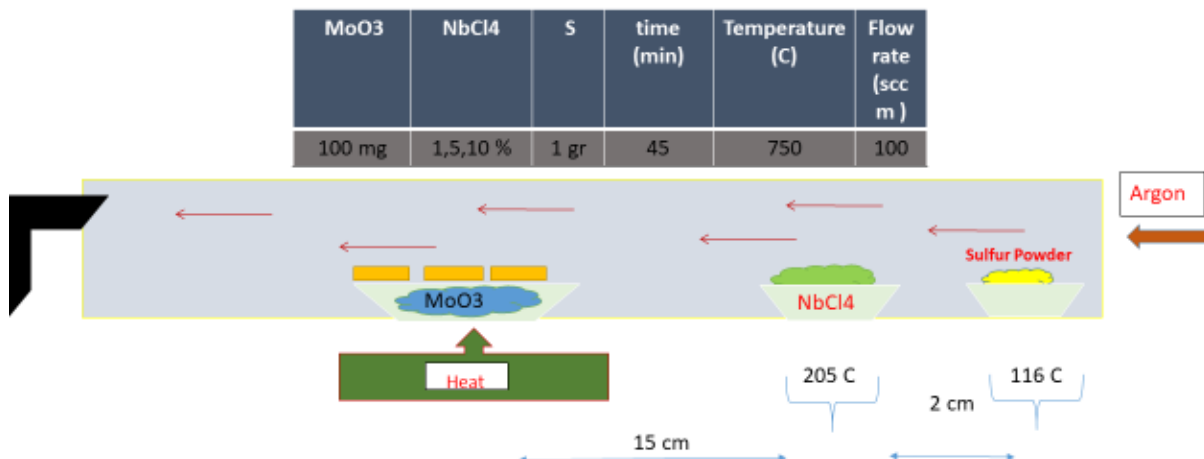 MoO3 NbCl4 S time (min) Temperature (C) Flow rate (scc m )
100 mg 1,5,10 % 1 gr 45 750 100
Argon
Sulfur Powder
MoO3
NbCl4
Heat
205 C
116 C
2 cm
15 cm